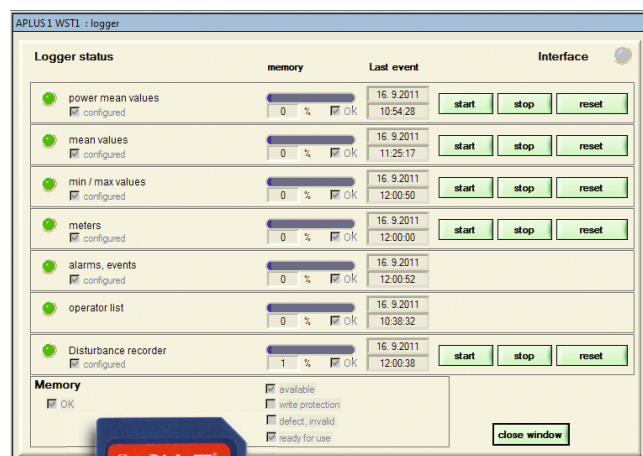 APLUS 1 WST1 : logger
Logger status memory Last event Interface
power mean values 16. 9.2011
configured 0 % OK 10:54:28 start stop reset
mean values 16. 9.2011
configured 0 % OK 11:25:17 start stop reset
min / max values 16. 9.2011
configured 0 % OK 12:00:50 start stop reset
meters 16. 9.2011
configured 0 % OK 12:00:00 start stop reset
alarms, events 16. 9.2011
configured 0 % OK 12:00:52
operator list 16. 9.2011
0 % OK 10:38:32
Disturbance recorder 16. 9.2011
configured 1 % OK 12:00:38 start stop reset
Memory available
OK write protection
defect, invalid
ready for use close window